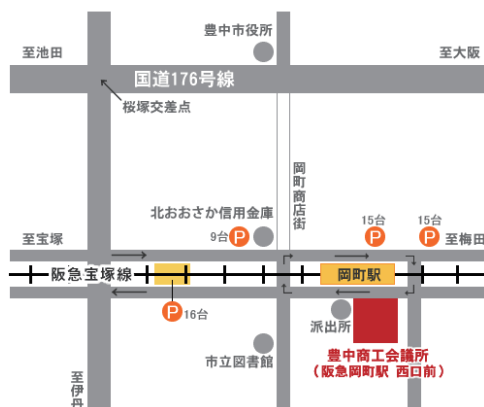 豊中市役所
至池田
至大阪
国道176号線
桜塚交差点
岡町商店街
北おおさか信用金庫
9台 P
15台
P
15台
P
至宝塚
至梅田
阪急宝塚線
岡町駅
P 16台
派出所
市立図書館
豊中商工会議所
(阪急岡町駅 西口前)
至伊丹